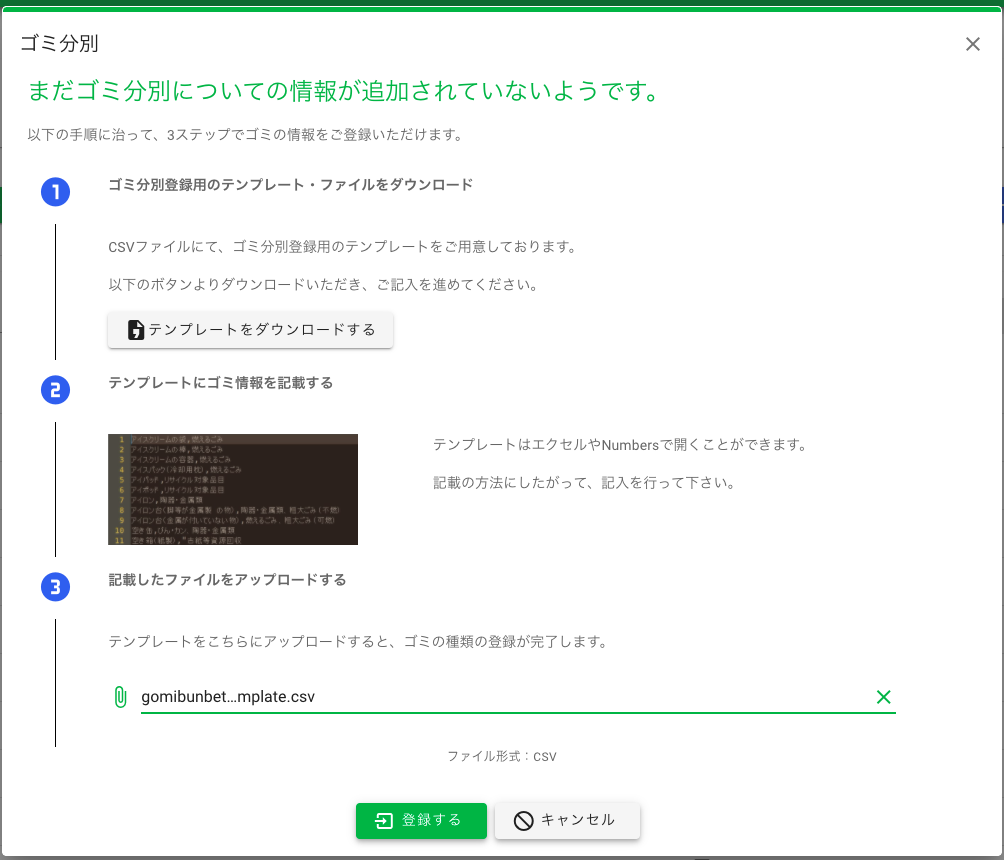 ゴミ分別
まだゴミ分別についての情報が追加されていないようです。
以下の手順に治って、3ステップでゴミの情報をご登録いただけます。
1
ゴミ分別登録用のテンプレート・ファイルをダウンロード
CSVファイルにて、ゴミ分別登録用のテンプレートをご用意しております。
以下のボタンよりダウンロードいただき、ご記入を進めてください。
テンプレートをダウンロードする
2
テンプレートにゴミ情報を記載する
1 アイスクリームの袋,燃えるごみ
2 アイスクリームの棒,燃えるごみ
3 アイスクリームの容器,燃えるごみ
4 アイスパック(冷却用枕),燃えるごみ
5 アイパッド,リサイクル対象品目
6 アイポッド,リサイクル対象品目
7 アイロン,陶器・金属類
8 アイロン台(脚等が金属製 の物),陶器・金属類、粗大ごみ(不燃)
9 アイロン台(金属が付いていない物),燃えるごみ、粗大ごみ(可燃)
10 空き缶,びん・カン、陶器・金属類
11 空き箱(紙製),"古紙等資源回収
テンプレートはエクセルやNumbersで開くことができます。
記載の方法にしたがって、記入を行って下さい。
3
記載したファイルをアップロードする
テンプレートをこちらにアップロードすると、ゴミの種類の登録が完了します。
gomibunbet...mplate.csv
ファイル形式：CSV
登録する
キャンセル